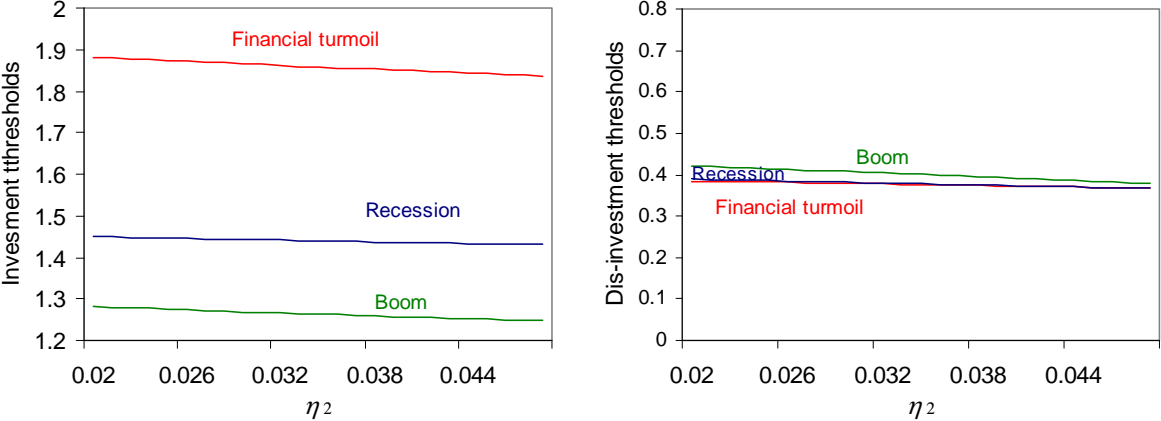 Invesment tthresholds
2
1.9
1.8
1.7
1.6
1.5
1.4
1.3
1.2
Financial turmoil
Recession
Boom
0.02 0.026 0.032 0.038 0.044
η 2
Dis-investment thresholds
0.8
0.7
0.6
0.5
0.4
0.3
0.2
0.1
0
Boom
Recession
Financial turmoil
0.02 0.026 0.032 0.038 0.044
η 2